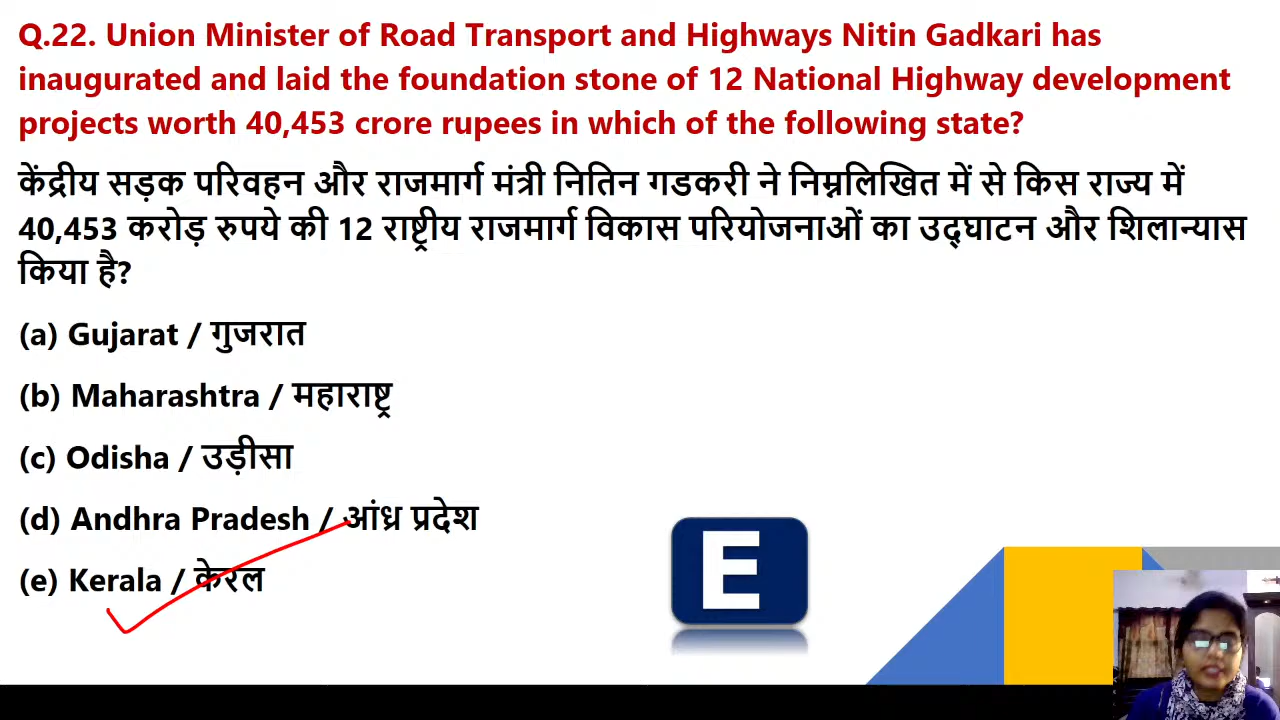 Q.22. Union Minister of Road Transport and Highways Nitin Gadkari has
inaugurated and laid the foundation stone of 12 National Highway development
projects worth 40,453 crore rupees in which of the following state?
केंद्रीय सड़क परिवहन और राजमार्ग मंत्री नितिन गडकरी ने निम्नलिखित में से किस राज्य में
40,453 करोड़ रुपये की 12 राष्ट्रीय राजमार्ग विकास परियोजनाओं का उद्घाटन और शिलान्यास
किया है?
(a) Gujarat / गुजरात
(b) Maharashtra / महाराष्ट्र
(c) Odisha / उड़ीसा
(d) Andhra Pradesh / आंध्र प्रदेश
(e) Kerala / केरल
E